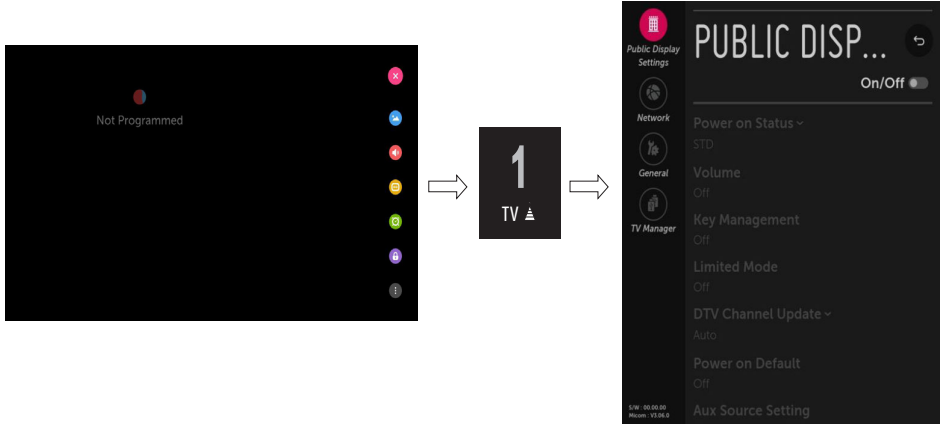 Not Programmed
1
TV
Public Display
Settings
Network
General
TV Manager
S/W : 00.00.00
Micom : V3.06.0
PUBLIC DISP...
On/Off
Power on Status
STD
Volume
Off
Key Management
Off
Limited Mode
Off
DTV Channel Update
Auto
Power on Default
Off
Aux Source Setting